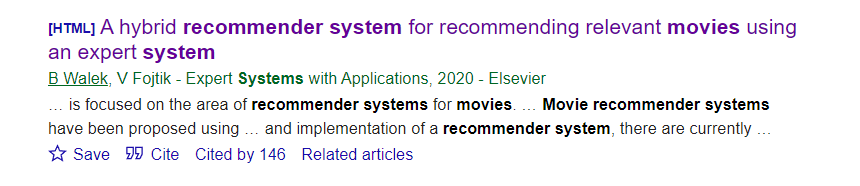 [HTML] A hybrid recommender system for recommending relevant movies using
an expert system
B Walek, V Fojtik - Expert Systems with Applications, 2020 - Elsevier
… is focused on the area of recommender systems for movies. … Movie recommender systems
have been proposed using … and implementation of a recommender system, there are currently …
Save Cite Cited by 146 Related articles